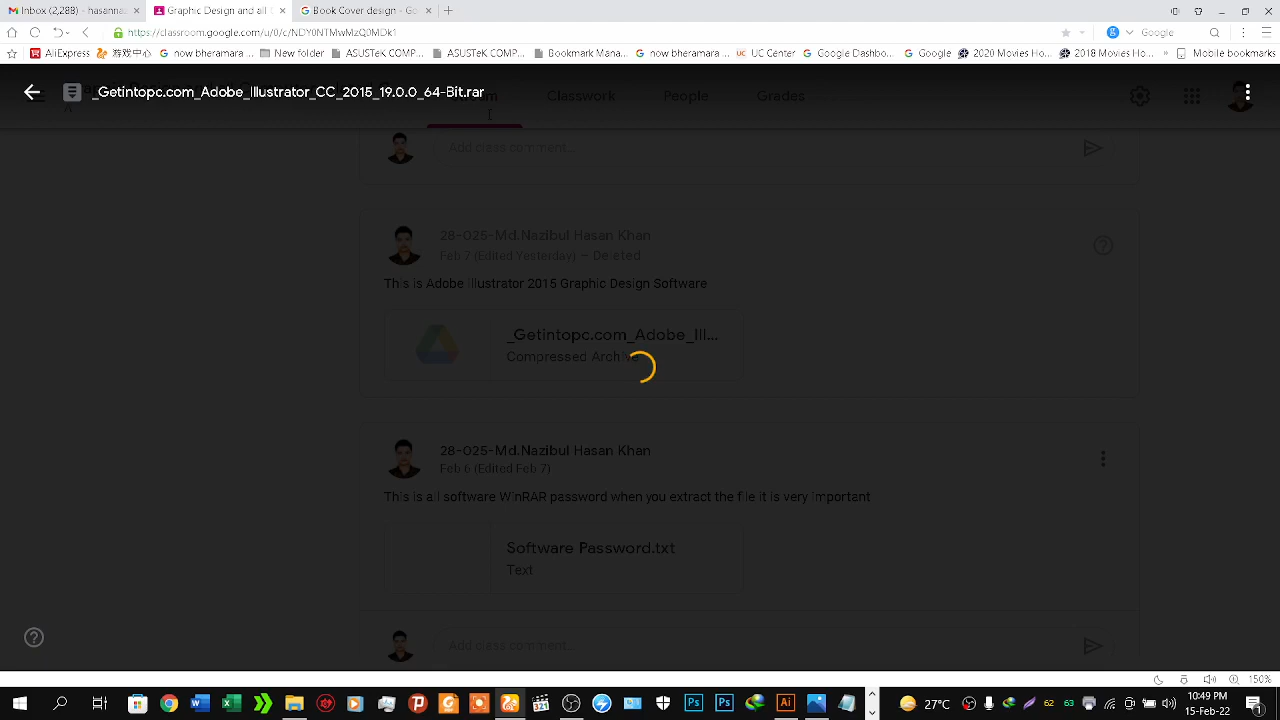 Inbox (2,288) - hasanmeb
Graphic Design and all
Book Cover design - Go
https://classroom.google.com/u/0/c/NDY0NTMwMzQ0NDk1
Google
AliExpress
now thecadmium
New folder
ASUSTEK COMP...
ASUSTEK COMP...
Bookmark Mana...
now thecadmium
UC Center
Google Dashbo...
Google
2020 Movies Ho...
2018 Movies Ho...
Mobile bookmarks
_Getintopc.com_Adobe_Illustrator_CC_2015_19.0.0_64-Bit.rar
Classwork
People
Grades
Add class comment...
28-025-Md.Nazibul Hasan Khan
Feb 7 (Edited Yesterday) – Deleted
This is Adobe Illustrator 2015 Graphic Design Software
_Getintopc.com_Adobe_Ill...
Compressed Archive
28-025-Md.Nazibul Hasan Khan
Feb 6 (Edited Feb 7)
This is all software WinRAR password when you extract the file it is very important
Software Password.txt
Text
Add class comment...
150%
27°C
62
63
10:49 PM
15-Feb-22